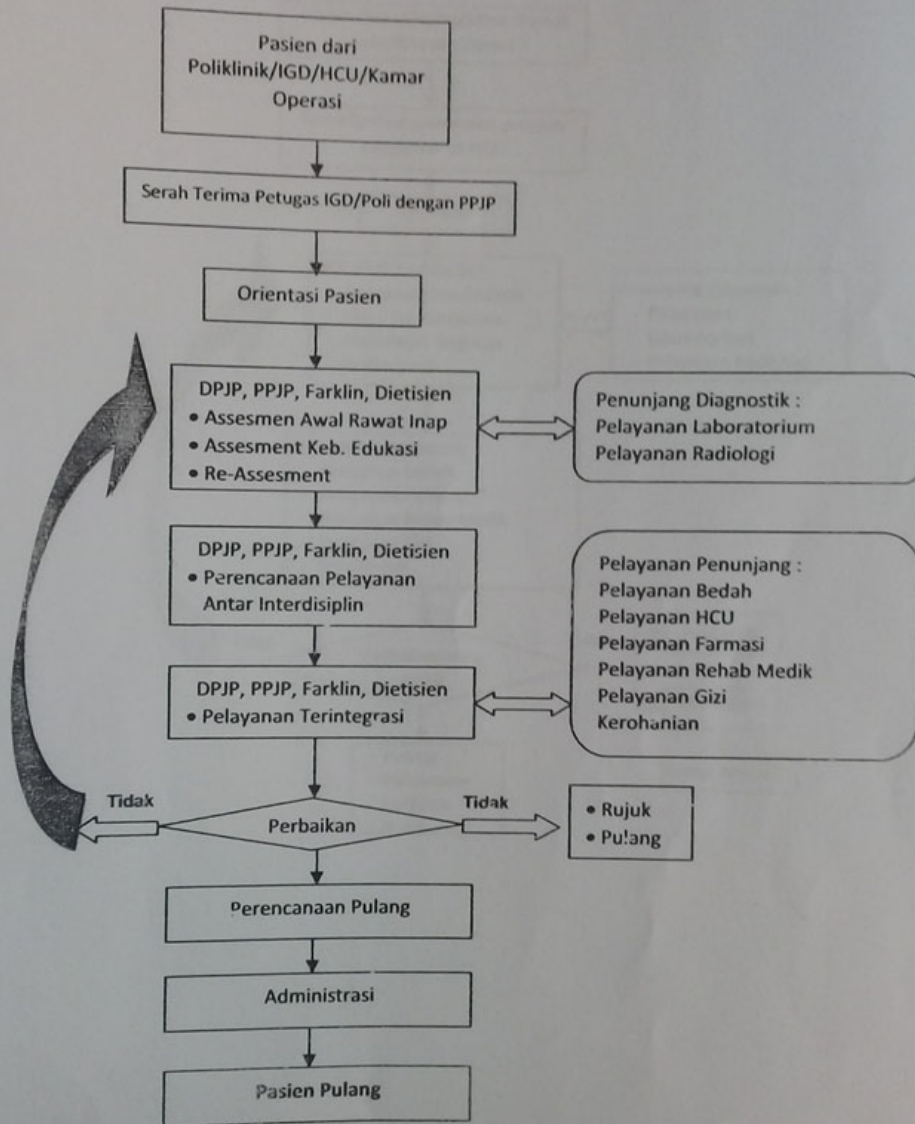 Pasien dari
Poliklinik/IGD/HCU/Kamar
Operasi
Serah Terima Petugas IGD/Poli dengan PPJP
Orientasi Pasien
DPJP, PPJP, Farklin, Dietisien
• Assesmen Awal Rawat Inap
• Assesment Keb. Edukasi
• Re-Assesment
Penunjang Diagnostik :
Pelayanan Laboratorium
Pelayanan Radiologi
DPJP, PPJP, Farklin, Dietisien
• Perencanaan Pelayanan
Antar Interdisiplin
DPJP, PPJP, Farklin, Dietisien
• Pelayanan Terintegrasi
Pelayanan Penunjang :
Pelayanan Bedah
Pelayanan HCU
Pelayanan Farmasi
Pelayanan Rehab Medik
Pelayanan Gizi
Kerohanian
Tidak
Perbaikan
Tidak
• Rujuk
• Pulang
Perencanaan Pulang
Administrasi
Pasien Pulang